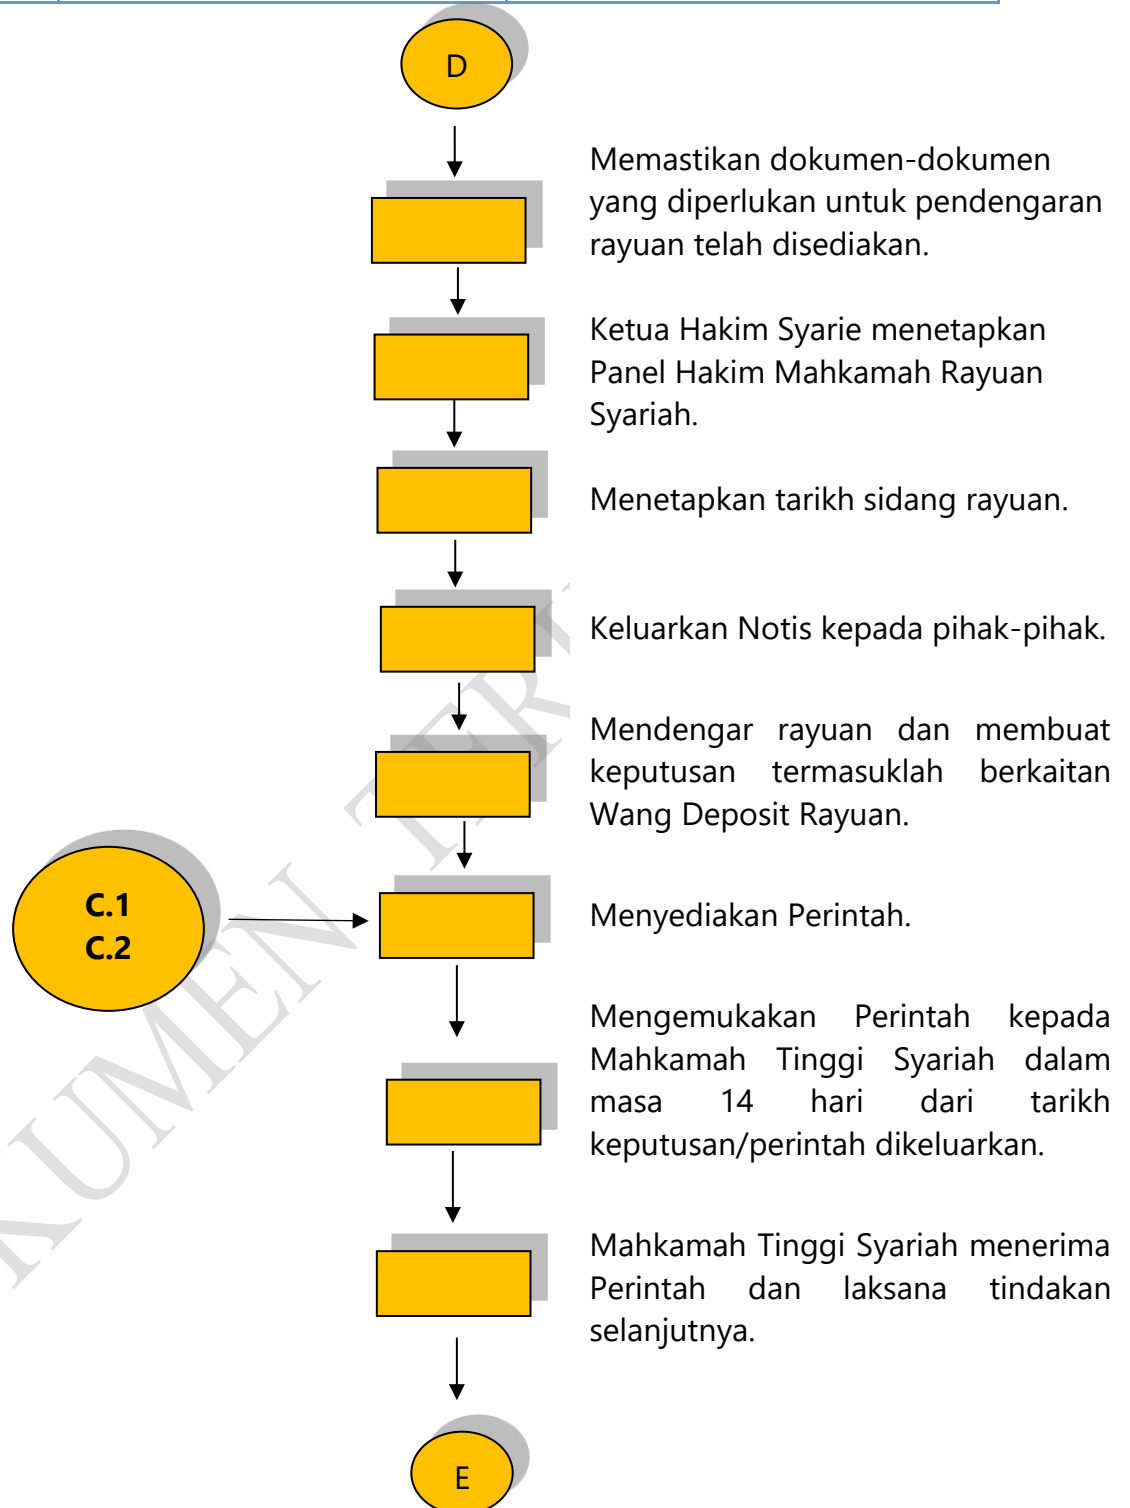 D
Memastikan dokumen-dokumen
yang diperlukan untuk pendengaran
rayuan telah disediakan.
Ketua Hakim Syarie menetapkan
Panel Hakim Mahkamah Rayuan
Syariah.
Menetapkan tarikh sidang rayuan.
Keluarkan Notis kepada pihak-pihak.
Mendengar rayuan dan membuat
keputusan termasuklah berkaitan
Wang Deposit Rayuan.
C.1
C.2
Menyediakan Perintah.
Mengemukakan Perintah kepada
Mahkamah Tinggi Syariah dalam
masa 14 hari dari tarikh
keputusan/perintah dikeluarkan.
Mahkamah Tinggi Syariah menerima
Perintah dan laksana tindakan
selanjutnya.
E